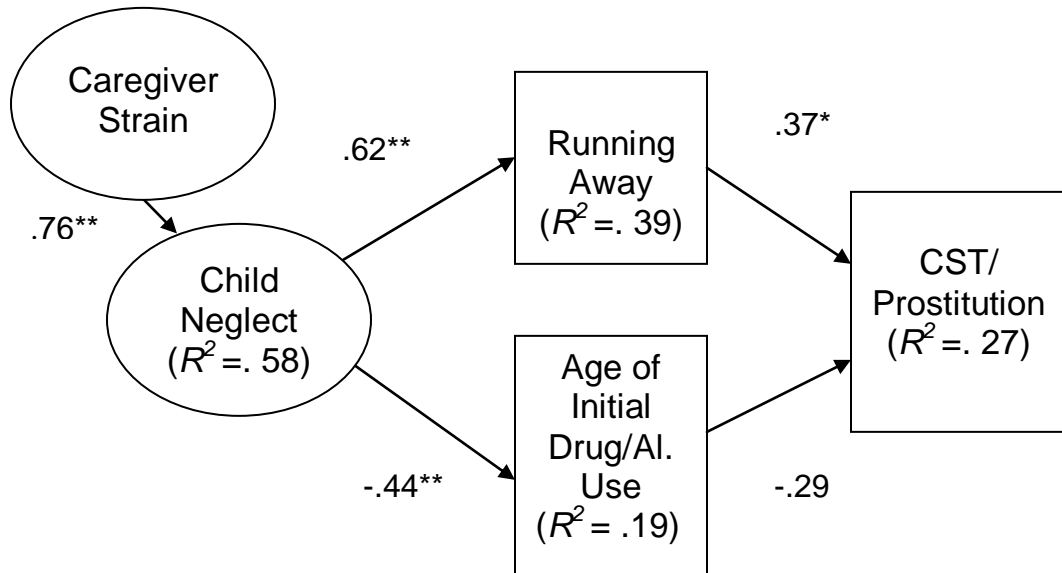 Caregiver
Strain
.76**
Child
Neglect
(R² =. 58)
.62**
-.44**
Running
Away
(R² =. 39)
Age of
Initial
Drug/Al.
Use
(R² = .19)
.37*
-.29
CST/
Prostitution
(R² =. 27)